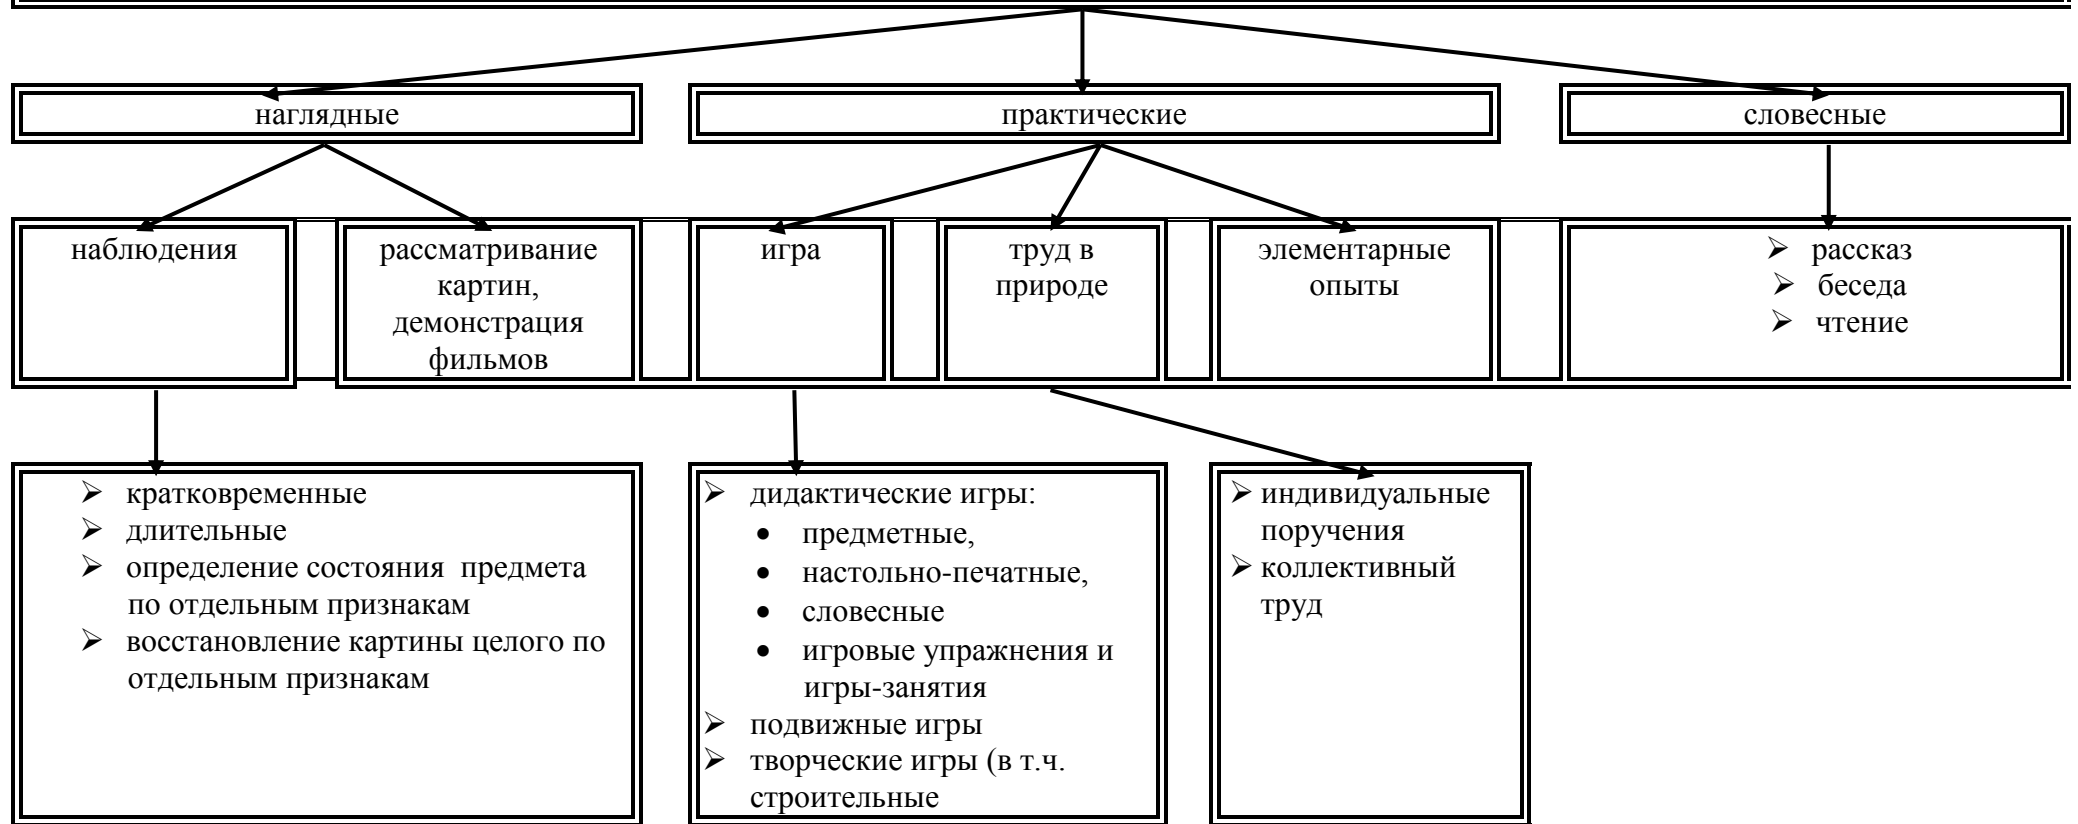 наглядные
практические
словесные
наблюдения
рассматривание
картин,
демонстрация
фильмов
игра
труд в
природе
элементарные
опыты
➢ рассказ
➢ беседа
➢ чтение
➢ кратковременные
➢ длительные
➢ определение состояния предмета
по отдельным признакам
➢ восстановление картины целого по
отдельным признакам
➢ дидактические игры:
• предметные,
• настольно-печатные,
• словесные
• игровые упражнения и
игры-занятия
➢ подвижные игры
➢ творческие игры (в т.ч.
строительные
➢ индивидуальные
поручения
➢ коллективный
труд